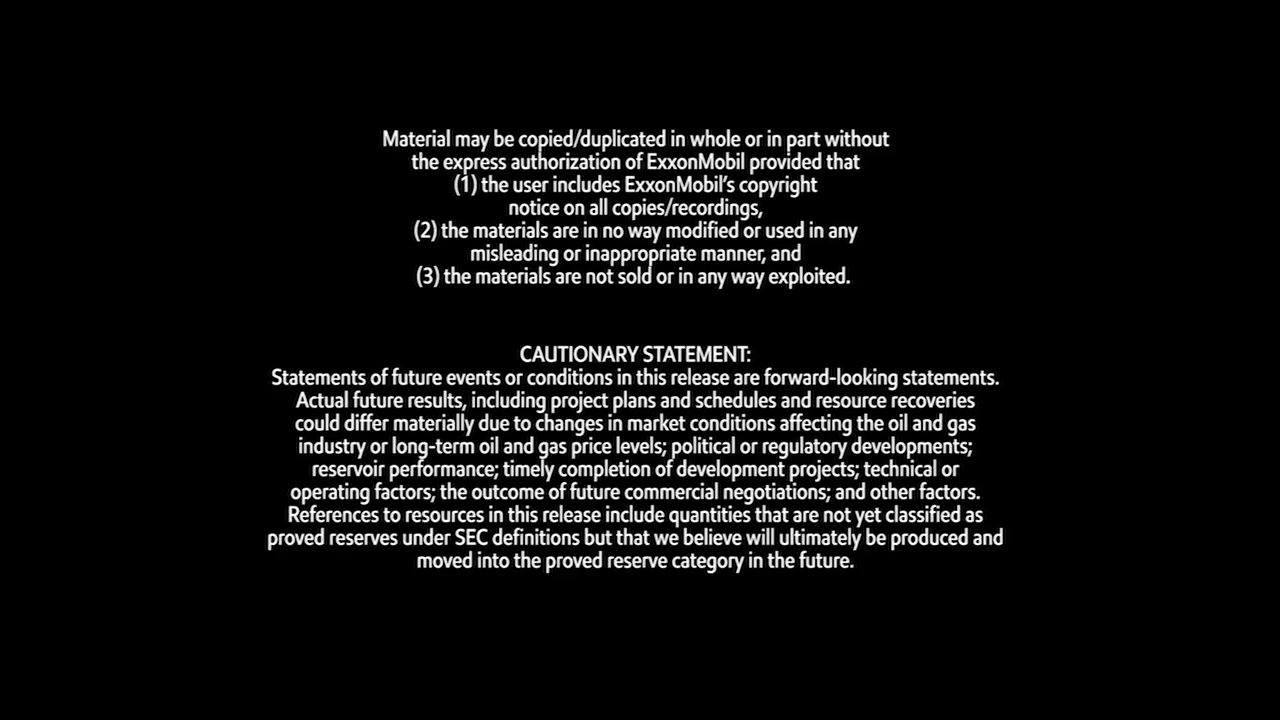 Material may be copied/duplicated in whole or in part without
the express authorization of ExxonMobil provided that
(1) the user includes ExxonMobil's copyright
notice on all copies/recordings,
(2) the materials are in no way modified or used in any
misleading or inappropriate manner, and
(3) the materials are not sold or in any way exploited.
CAUTIONARY STATEMENT:
Statements of future events or conditions in this release are forward-looking statements.
Actual future results, including project plans and schedules and resource recoveries
could differ materially due to changes in market conditions affecting the oil and gas
industry or long-term oil and gas price levels; political or regulatory developments;
reservoir performance; timely completion of development projects; technical or
operating factors; the outcome of future commercial negotiations; and other factors.
References to resources in this release include quantities that are not yet classified as
proved reserves under SEC definitions but that we believe will ultimately be produced and
moved into the proved reserve category in the future.